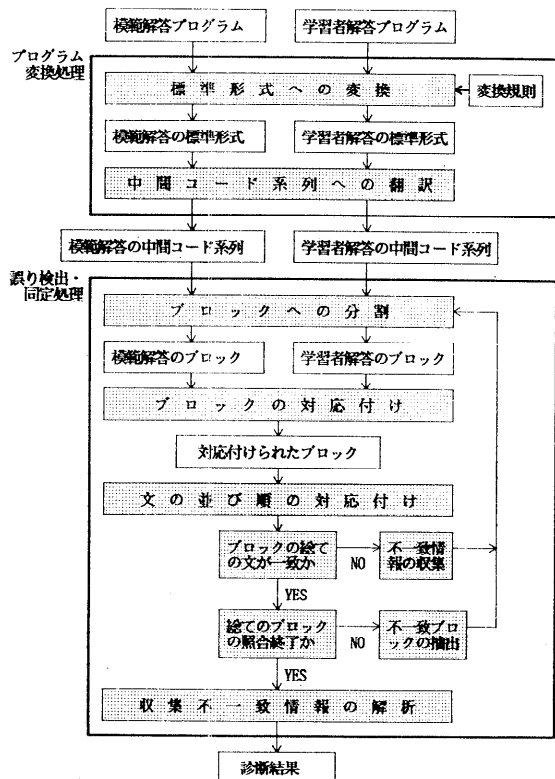 模範解答プログラム
学習者解答プログラム
プログラム
変換処理
標準形式への変換
変換規則
模範解答の標準形式
学習者解答の標準形式
中間コード系列への翻訳
模範解答の中間コード系列
学習者解答の中間コード系列
誤り検出・
同定処理
ブロックへの分割
模範解答のブロック
学習者解答のブロック
ブロックの対応付け
対応付けられたブロック
文の並び順の対応付け
ブロックの総ての文が一致か
NO
不一致情報の収集
YES
総てのブロックの照合終了か
NO
不一致ブロックの抽出
YES
収集不一致情報の解析
診断結果